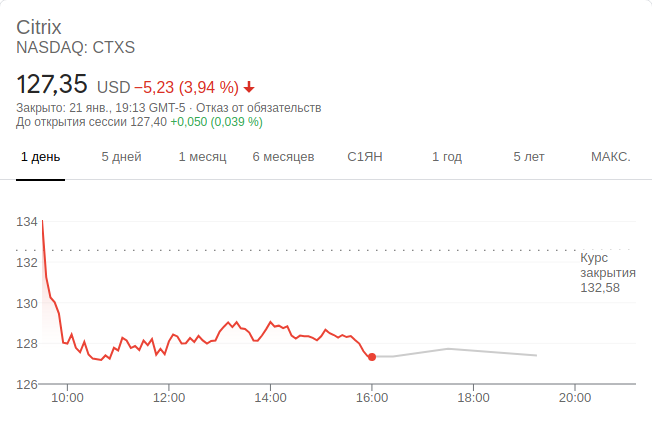 Citrix
NASDAQ: CTXS
127,35 USD −5,23 (3,94 %)
Закрыто: 21 янв., 19:13 GMT-5 · Отказ от обязательств
До открытия сессии 127,40 +0,050 (0,039 %)
1 день 5 дней 1 месяц 6 месяцев С1ЯН 1 год 5 лет МАКС.
134
132
130
128
126
Курс
закрытия
132,58
10:00 12:00 14:00 16:00 18:00 20:00